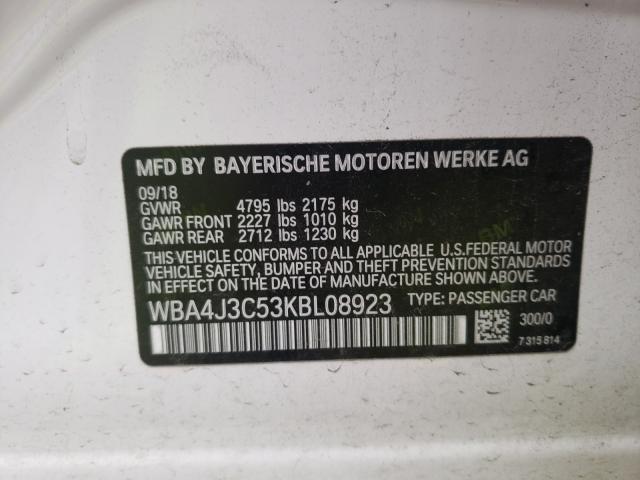 MFD BY BAYERISCHE MOTOREN WERKE AG
09/18
GVWR 4795 lbs 2175 kg
GAWR FRONT 2227 lbs 1010 kg
GAWR REAR 2712 lbs 1230 kg
THIS VEHICLE CONFORMS TO ALL APPLICABLE U.S.FEDERAL MOTOR
VEHICLE SAFETY, BUMPER AND THEFT PREVENTION STANDARDS
IN EFFECT ON THE DATE OF MANUFACTURE SHOWN ABOVE.
WBA4J3C53KBL08923 TYPE: PASSENGER CAR
300/0
7 315 814